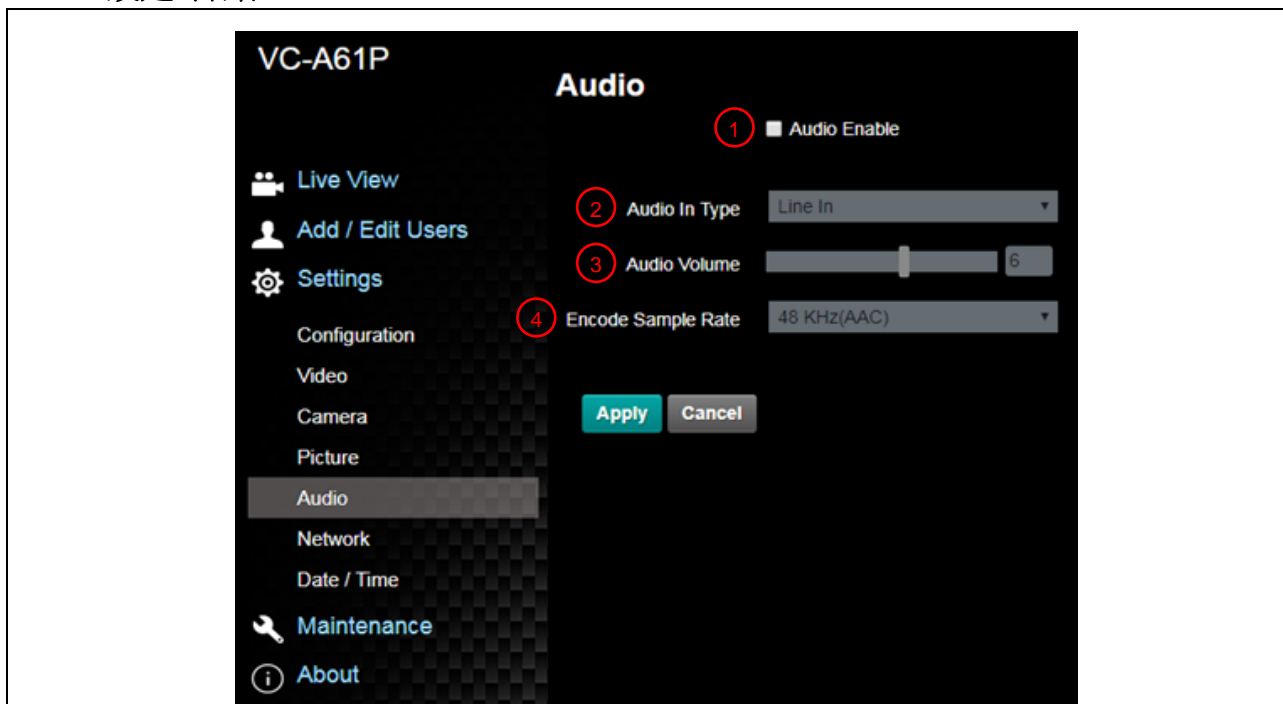 VC-A61P
Audio
1 Audio Enable
Live View
Add / Edit Users
Settings
Configuration
Video
Camera
Picture
Audio
Network
Date / Time
Maintenance
About
2 Audio In Type Line In
3 Audio Volume 6
4 Encode Sample Rate 48 KHz(AAC)
Apply Cancel